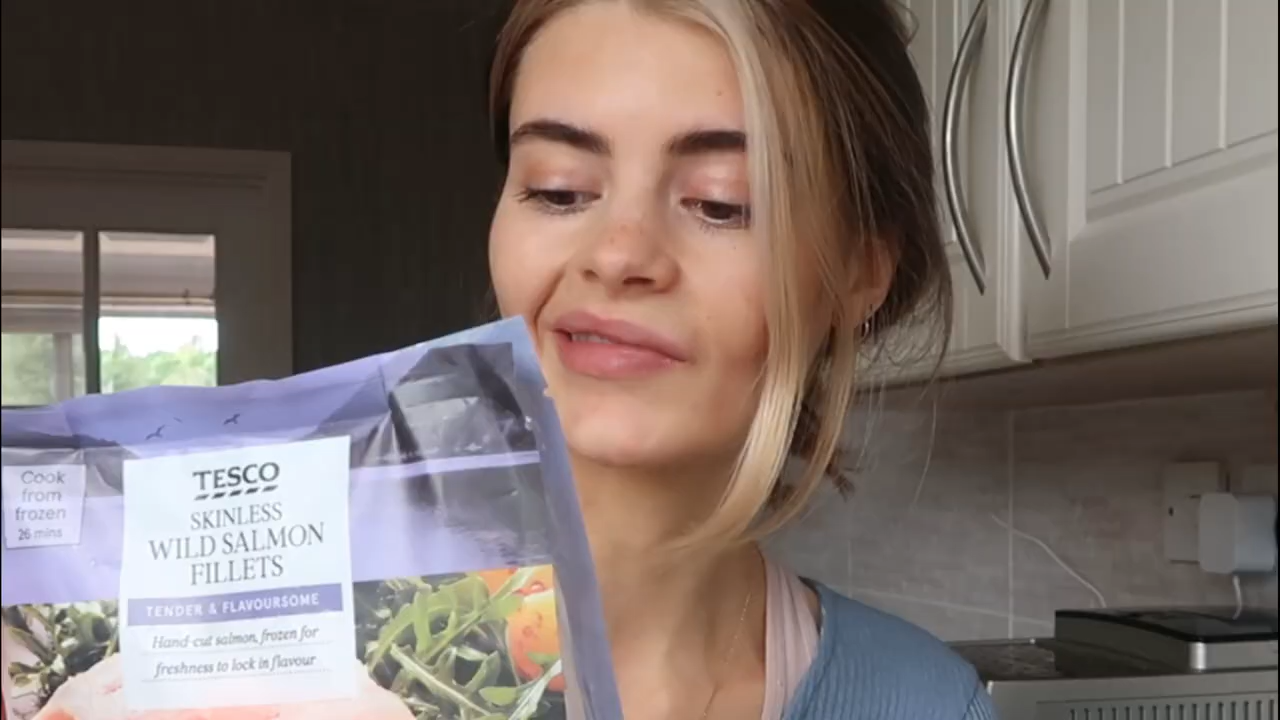 Cook
from
frozen
26 mins
TESCO
SKINLESS
WILD SALMON
FILLETS
TENDER & FLAVOURSOME
Hand-cut salmon, frozen for
freshness to lock in flavour